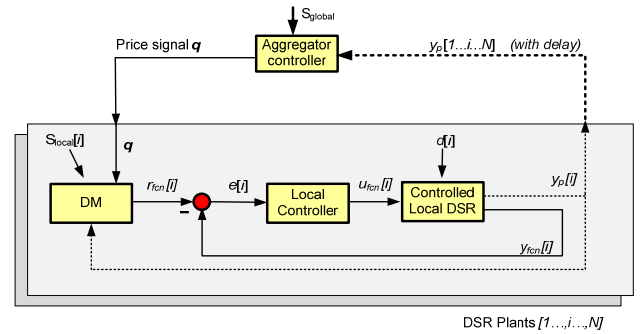 S_global
Price signal q
Aggregator
controller
y_p[1...i...N] (with delay)
S_local[i]
q
d[i]
DM
r_fcn[i]
e[i]
Local
Controller
u_fcn[i]
Controlled
Local DSR
y_p[i]
–
y_fcn[i]
DSR Plants [1...,i...,N]